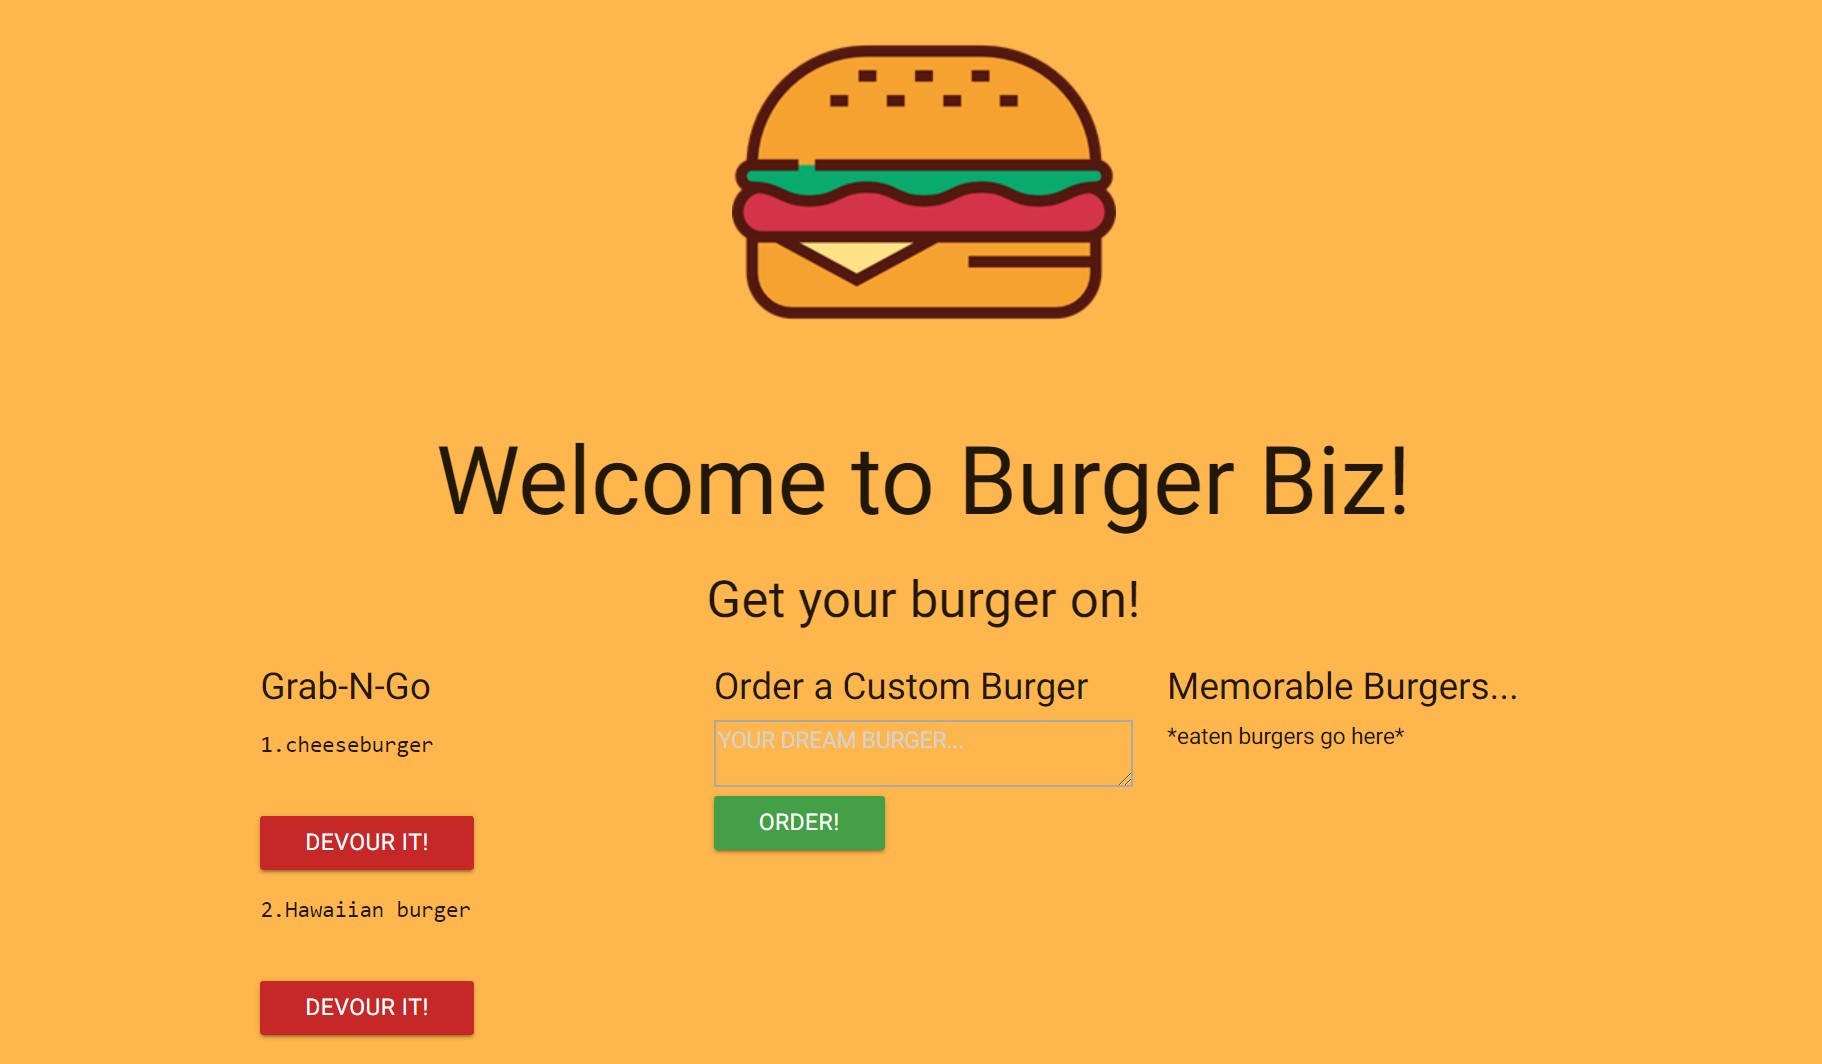 Welcome to Burger Biz!
Get your burger on!
Grab-N-Go
1.cheeseburger
DEVOUR IT!
2.Hawaiian burger
DEVOUR IT!
Order a Custom Burger
YOUR DREAM BURGER...
ORDER!
Memorable Burgers...
*eaten burgers go here*